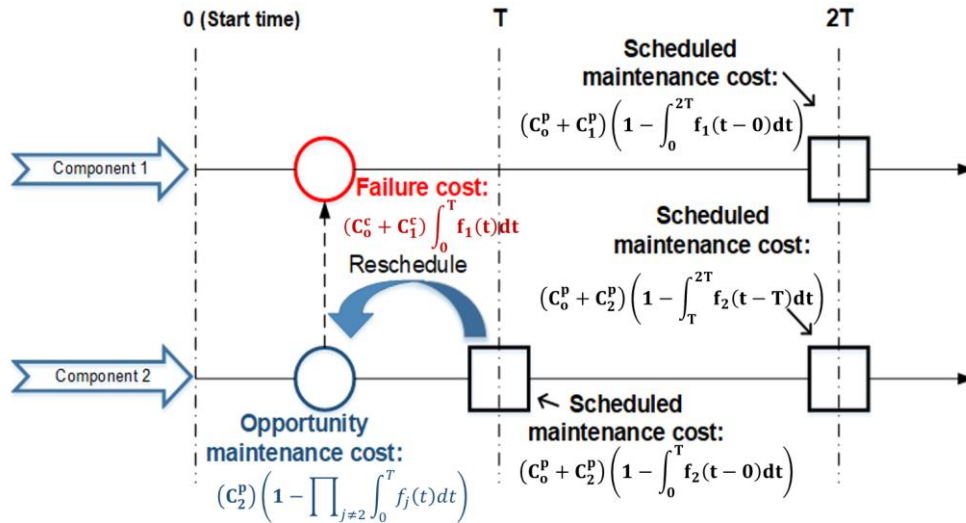 0 (Start time)
T
2T
Scheduled
maintenance cost:
(C_o^p + C_1^p)(1 − ∫_0^{2T} f_1(t − 0)dt)
Component 1
Failure cost:
(C_o^c + C_1^c) ∫_0^T f_1(t)dt
Reschedule
Scheduled
maintenance cost:
(C_o^p + C_2^p)(1 − ∫_T^{2T} f_2(t − T)dt)
Component 2
Opportunity
maintenance cost:
(C_2^p)(1 − ∏_{j≠2} ∫_0^T f_j(t)dt)
Scheduled
maintenance cost:
(C_o^p + C_2^p)(1 − ∫_0^T f_2(t − 0)dt)